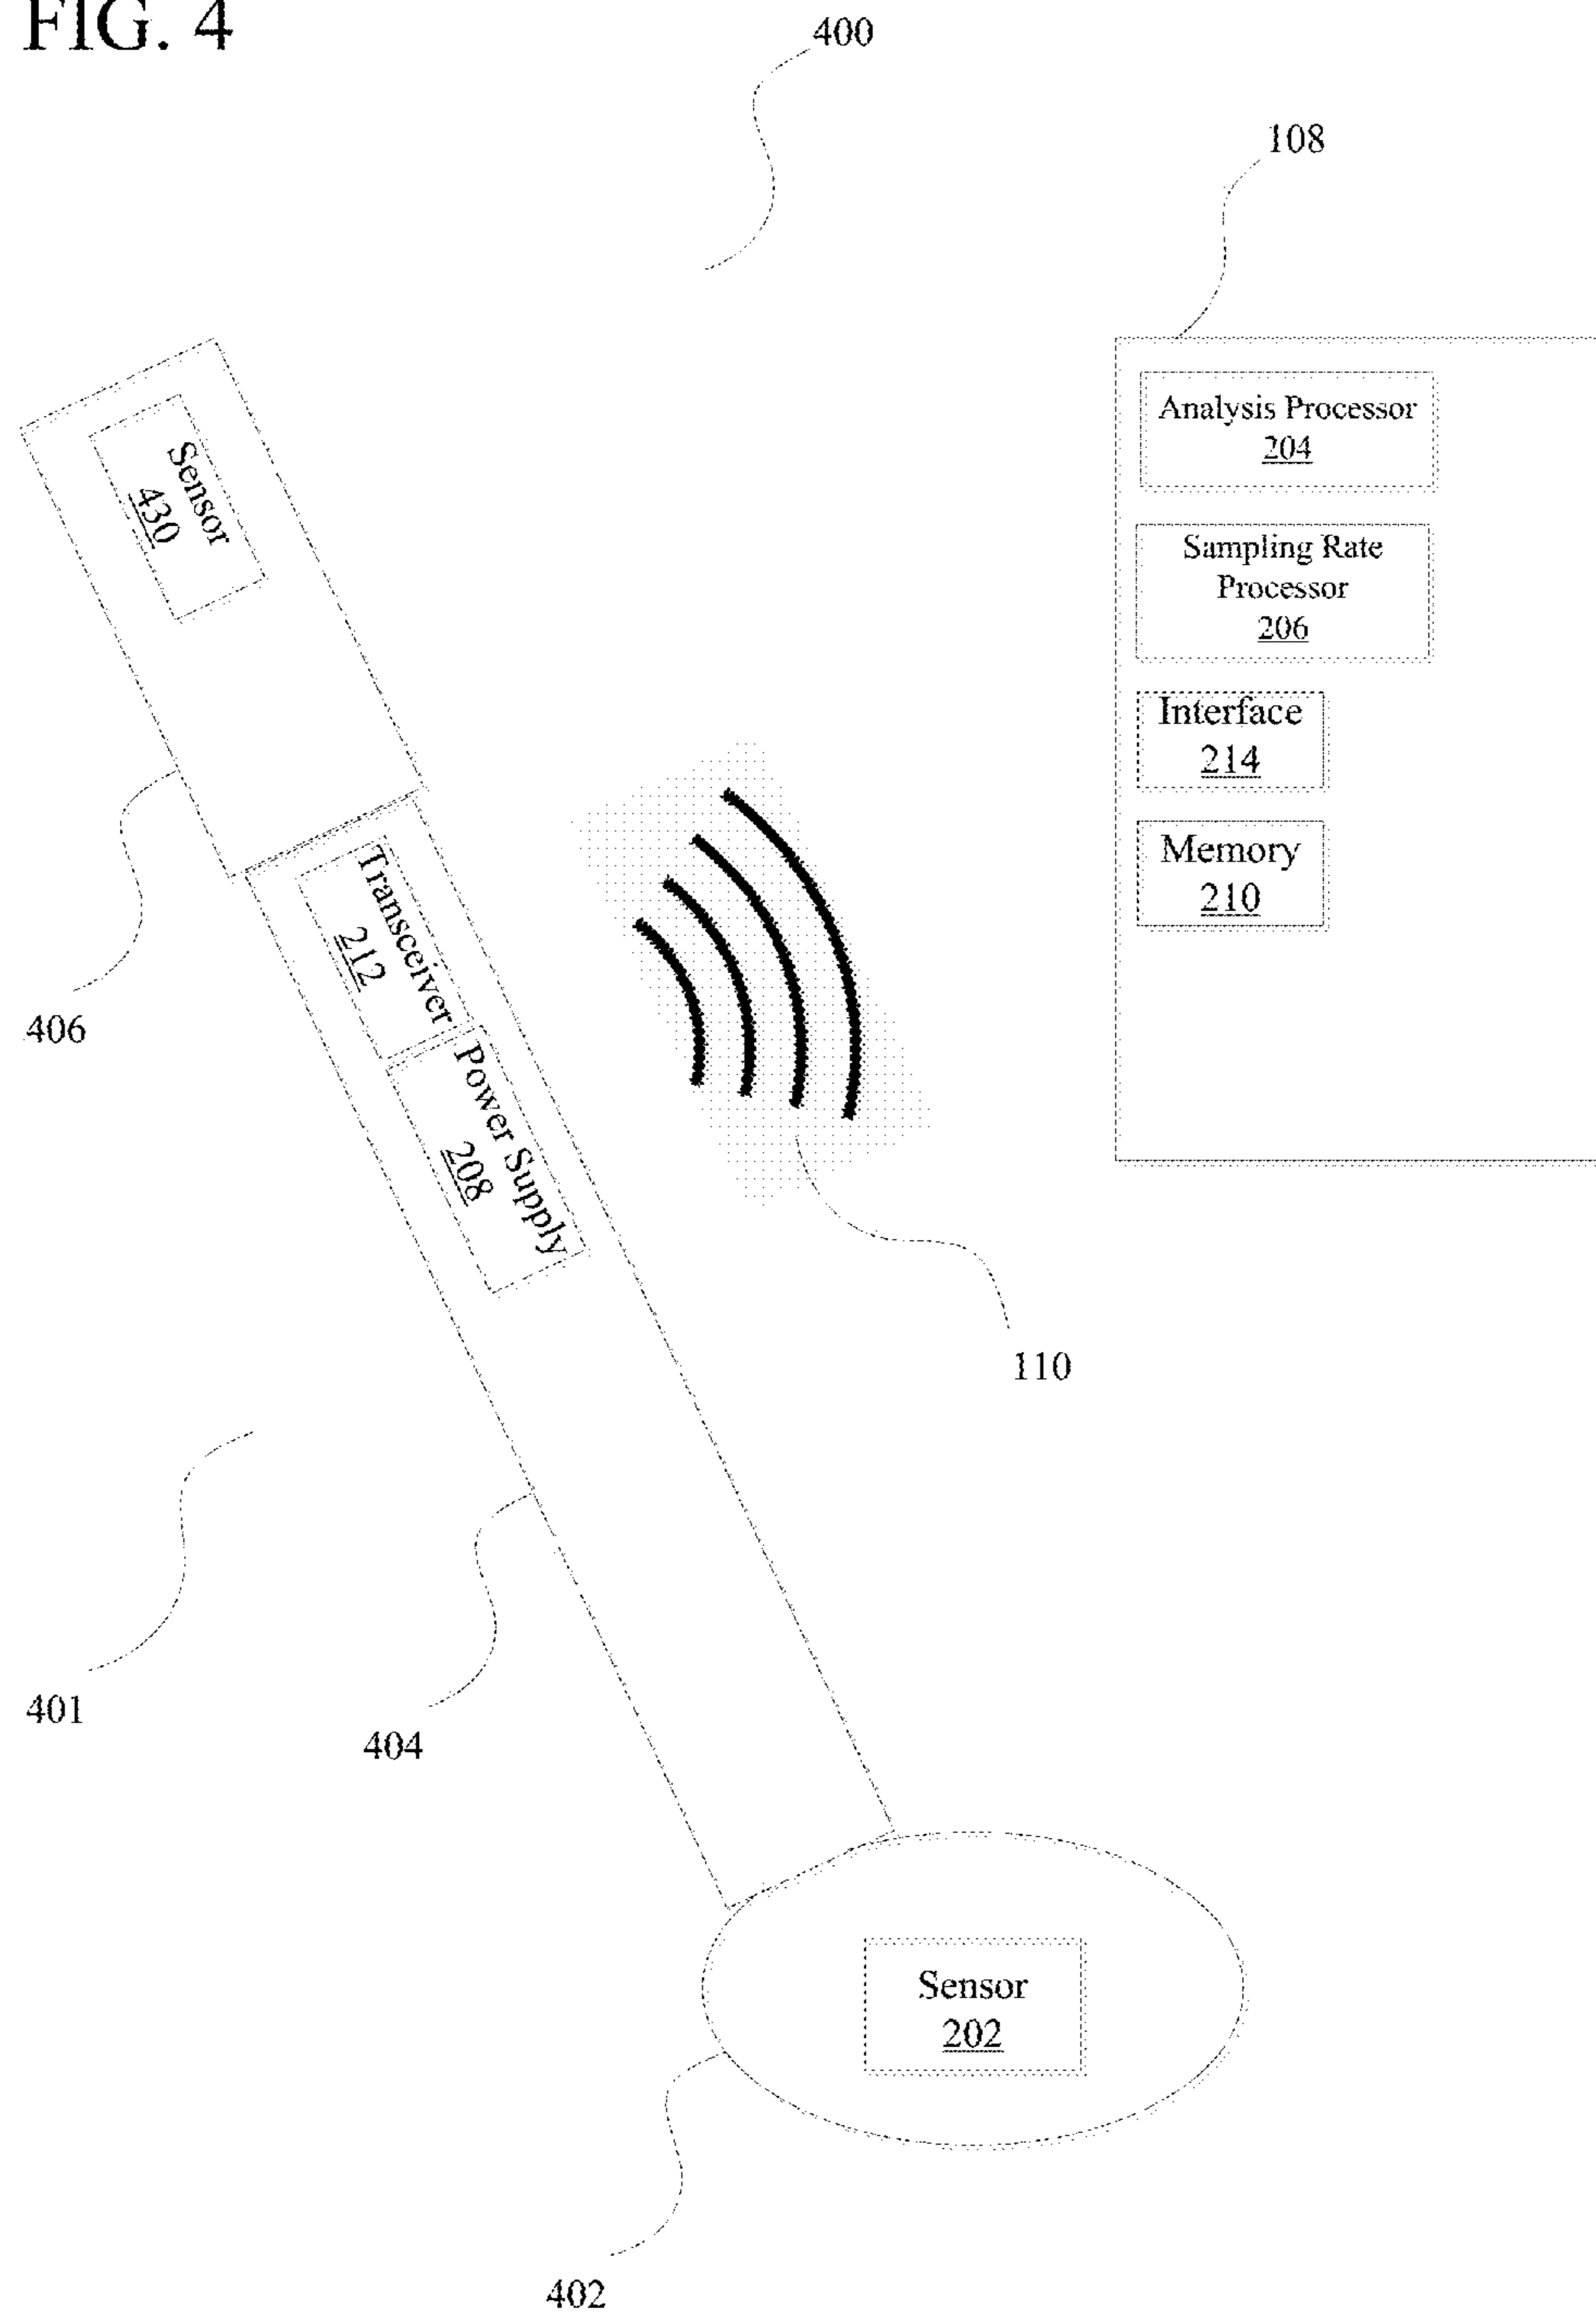 FIG. 4
400
108
Analysis Processor
204
Sampling Rate
Processor
206
Interface
214
Memory
210
Sensor
430
406
Transceiver
212
Power Supply
208
110
401
404
Sensor
202
402